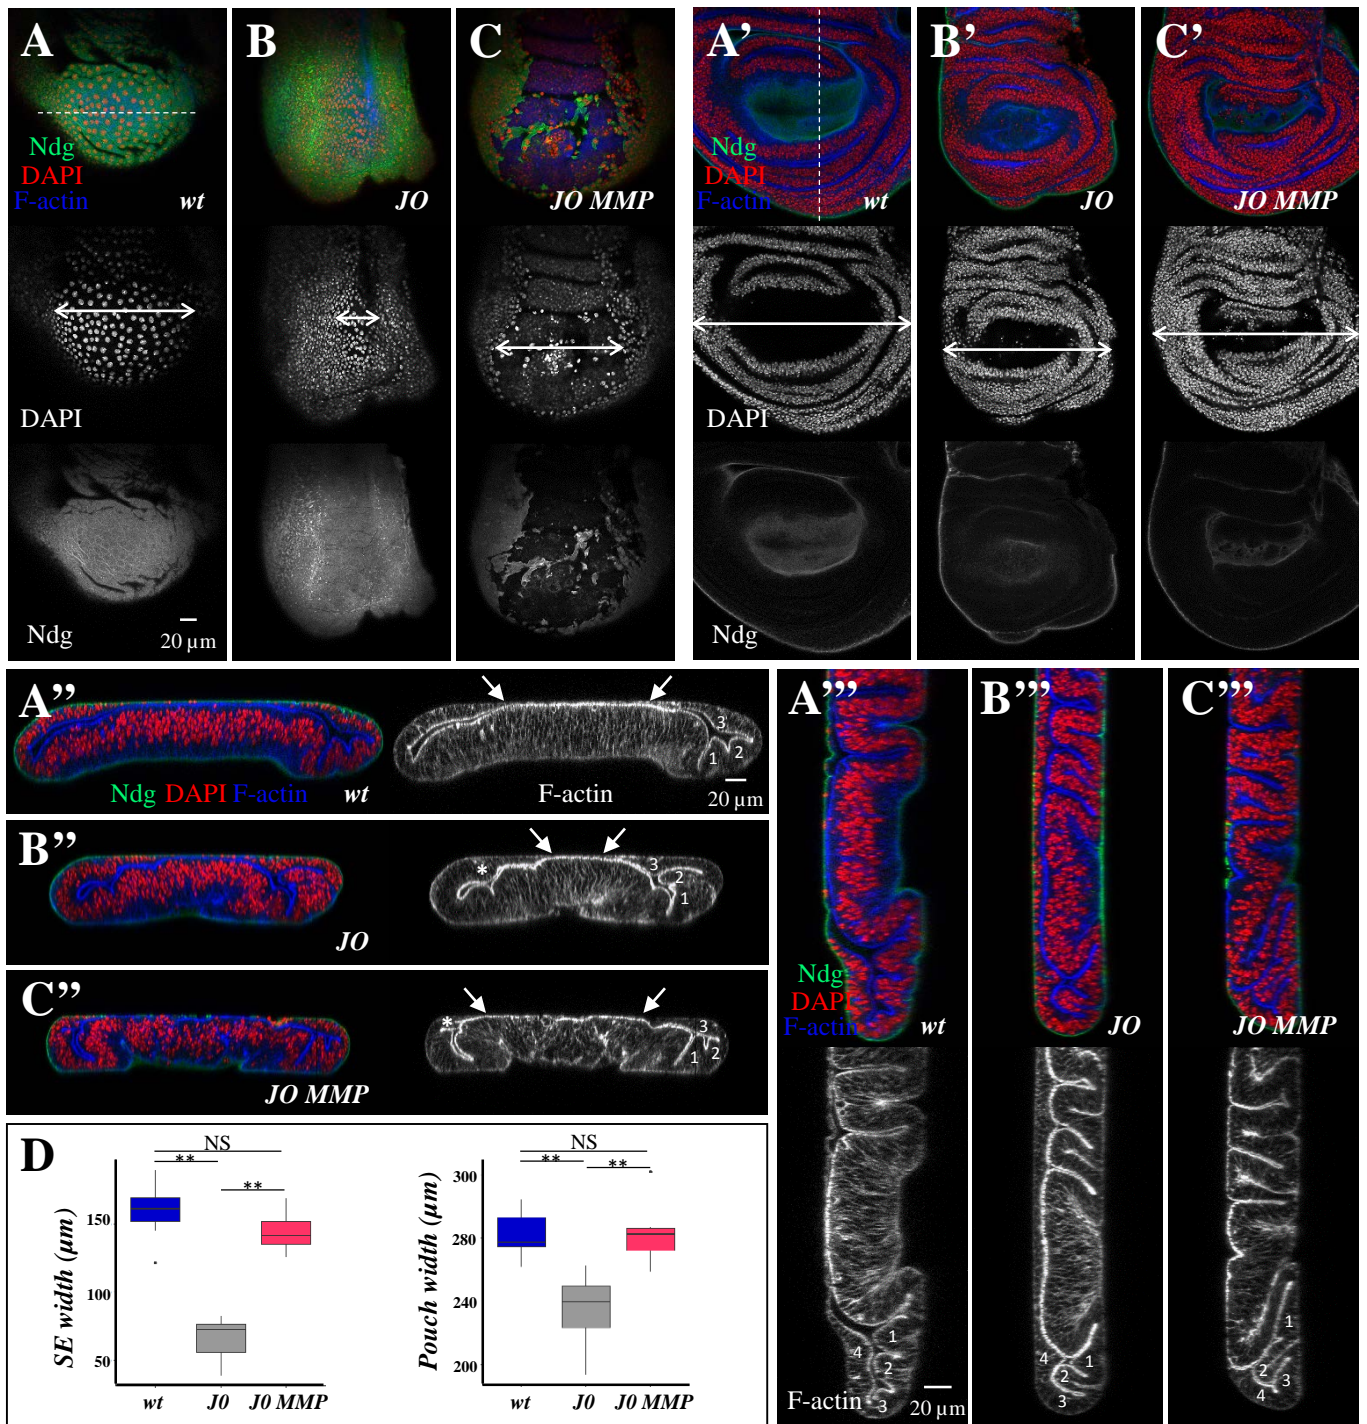 A
Ndg
DAPI
F-actin
wt
DAPI
Ndg
20 µm
B
JO
C
JO MMP
A’
Ndg
DAPI
F-actin
wt
DAPI
Ndg
B’
JO
C’
JO MMP
A’’
Ndg DAPI F-actin wt
F-actin
1 2 3
20 µm
B’’
JO
*
3
2
1
C’’
JO MMP
*
3
1 2
A’’’
Ndg
DAPI
F-actin
wt
1
4
2
3
F-actin
20 µm
B’’’
JO
4 1
2
3
C’’’
JO MMP
1
2
3
4
D
NS
** **
SE width (µm)
150
100
50
wt J0 J0 MMP
NS
** **
Pouch width (µm)
300
280
240
200
wt J0 J0 MMP